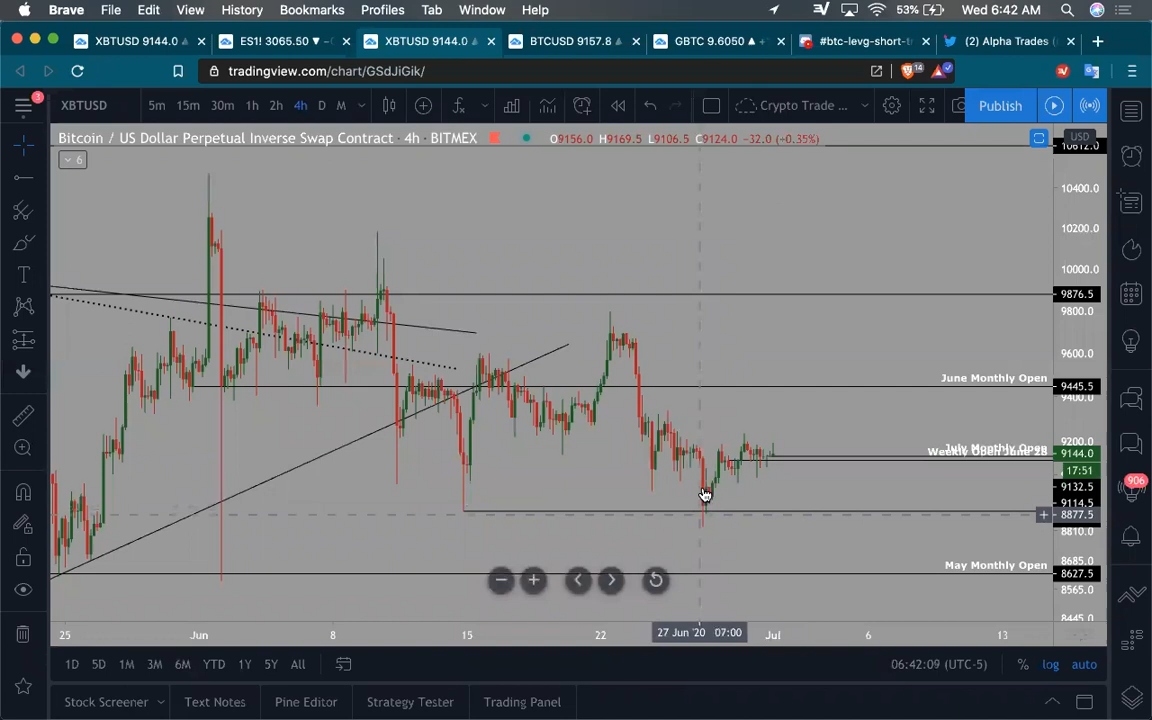 Brave File Edit View History Bookmarks Profiles Tab Window Help 53% Wed 6:42 AM
XBTUSD 9144.0 ES1! 3065.50 XBTUSD 9144.0 BTCUSD 9157.8 GBTC 9.6050 #btc-levg-short-t (2) Alpha Trades (
tradingview.com/chart/GSdJiGik/ 14
3 XBTUSD 5m 15m 30m 1h 2h 4h D M Crypto Trade ... Publish
Bitcoin / US Dollar Perpetual Inverse Swap Contract · 4h · BITMEX O9156.0 H9169.5 L9106.5 C9124.0 −32.0 (+0.35%) USD
10612.0
6
10400.0
10200.0
10000.0
9876.5
9800.0
9600.0
June Monthly Open 9445.5
9400.0
9200.0
July Monthly Open 9144.0
Weekly Open June 28
17:51
906
9132.5
9114.5
8877.5
8810.0
May Monthly Open 8685.0
8627.5
8565.0
8445.0
25 Jun 8 15 22 27 Jun '20 07:00 Jul 6 13
1D 5D 1M 3M 6M YTD 1Y 5Y All 06:42:09 (UTC-5) % log auto
Stock Screener Text Notes Pine Editor Strategy Tester Trading Panel